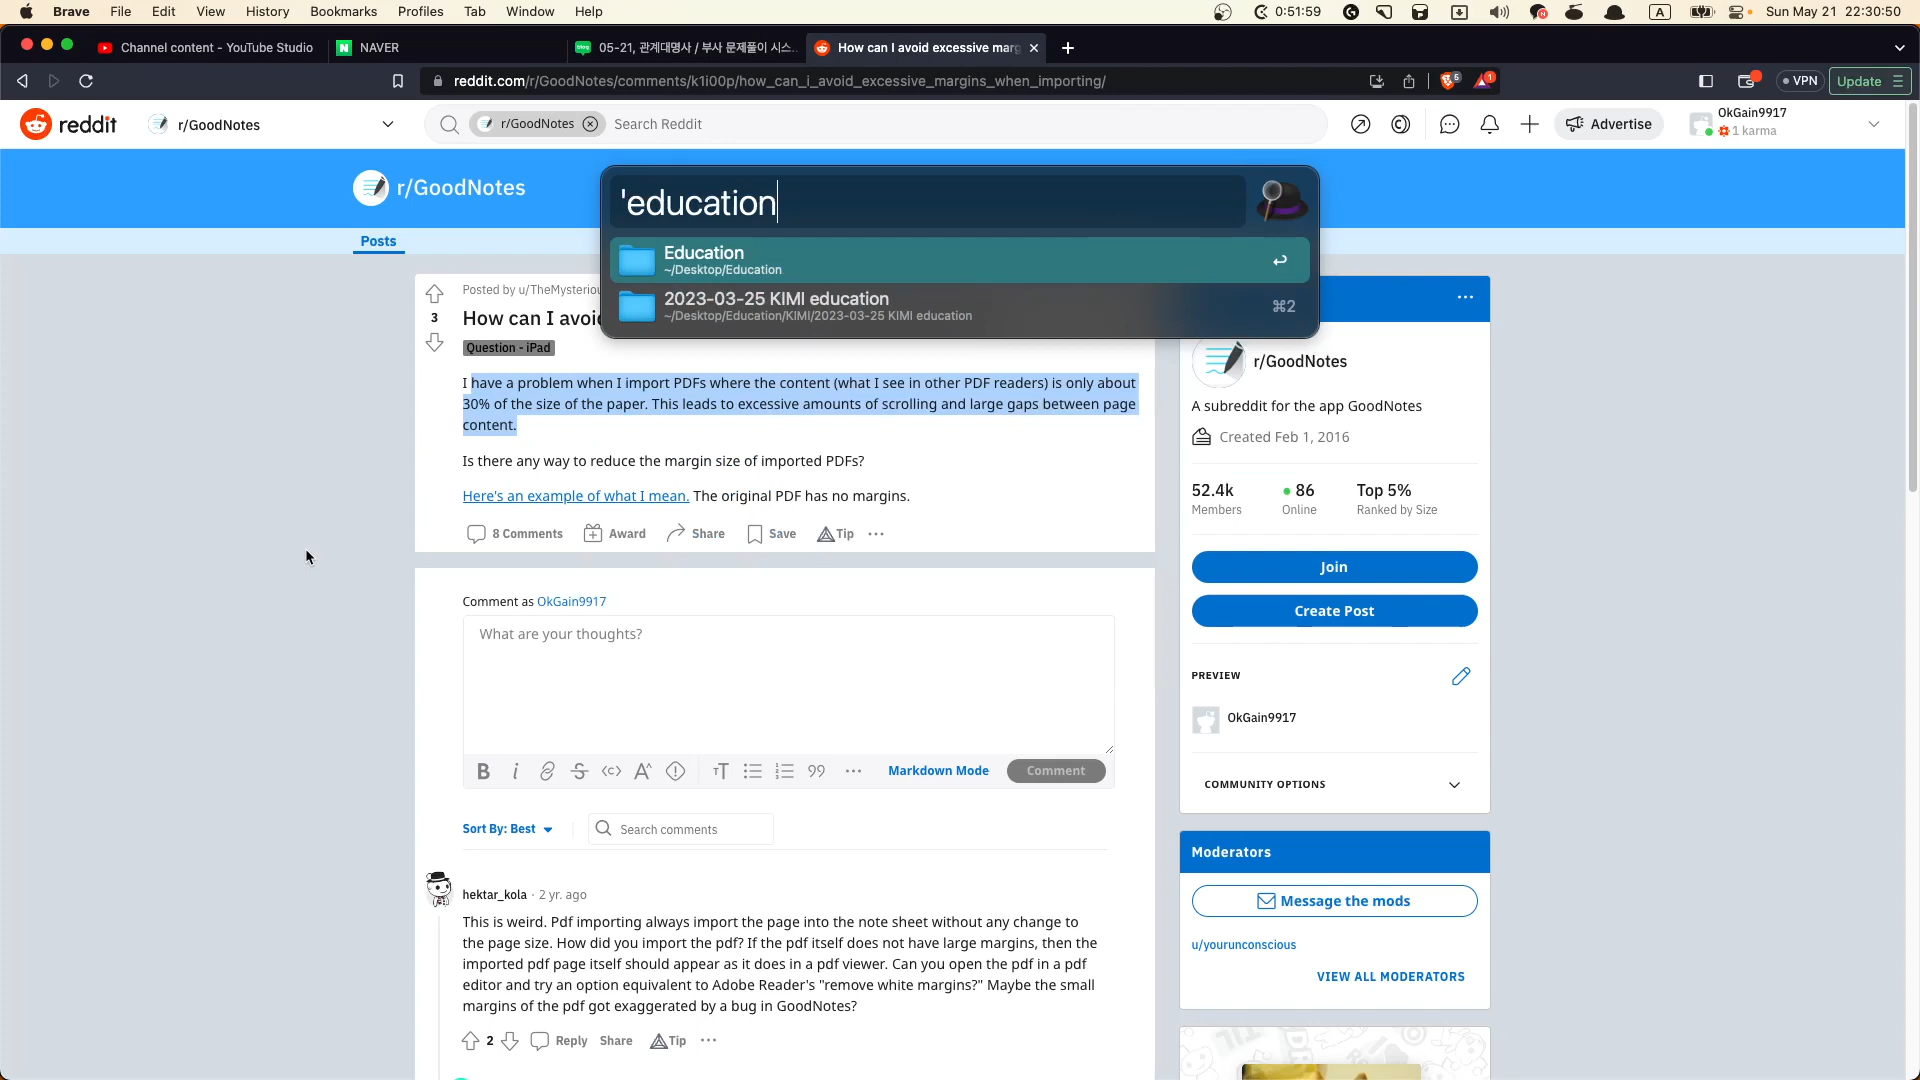 Brave File Edit View History Bookmarks Profiles Tab Window Help 0:51:59 A Sun May 21 22:30:50
Channel content - YouTube Studio
NAVER
05-21, 관계대명사 / 부사 문제풀이 시스
How can I avoid excessive marg
reddit.com/r/GoodNotes/comments/k1i00p/how_can_i_avoid_excessive_margins_when_importing/
5
1
VPN
Update
reddit
r/GoodNotes
r/GoodNotes
Search Reddit
Advertise
OkGain9917
1 karma
r/GoodNotes
Posts
'education
Education
~/Desktop/Education
2023-03-25 KIMI education
⌘2
~/Desktop/Education/KIMI/2023-03-25 KIMI education
Posted by u/TheMysteriou
3
How can I avoi
Question - iPad
I have a problem when I import PDFs where the content (what I see in other PDF readers) is only about
30% of the size of the paper. This leads to excessive amounts of scrolling and large gaps between page
content.
Is there any way to reduce the margin size of imported PDFs?
Here's an example of what I mean. The original PDF has no margins.
8 Comments Award Share Save Tip
Comment as OkGain9917
What are your thoughts?
Markdown Mode
Comment
Sort By: Best
Search comments
hektar_kola · 2 yr. ago
This is weird. Pdf importing always import the page into the note sheet without any change to
the page size. How did you import the pdf? If the pdf itself does not have large margins, then the
imported pdf page itself should appear as it does in a pdf viewer. Can you open the pdf in a pdf
editor and try an option equivalent to Adobe Reader's "remove white margins?" Maybe the small
margins of the pdf got exaggerated by a bug in GoodNotes?
2 Reply Share Tip
r/GoodNotes
A subreddit for the app GoodNotes
Created Feb 1, 2016
52.4k 86 Top 5%
Members Online Ranked by Size
Join
Create Post
PREVIEW
OkGain9917
COMMUNITY OPTIONS
Moderators
Message the mods
u/yourunconscious
VIEW ALL MODERATORS